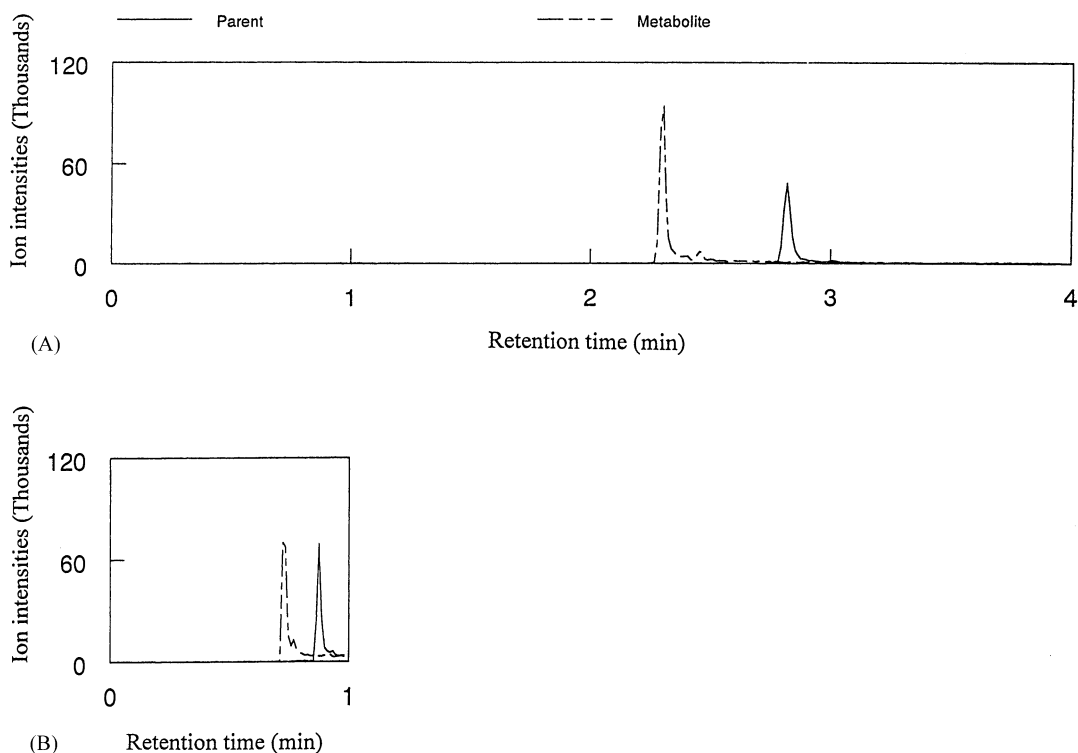 Parent
Metabolite
Ion intensities (Thousands)
120
60
0
0 1 2 3 4
Retention time (min)
(A)
Ion intensities (Thousands)
120
60
0
0 1
Retention time (min)
(B)